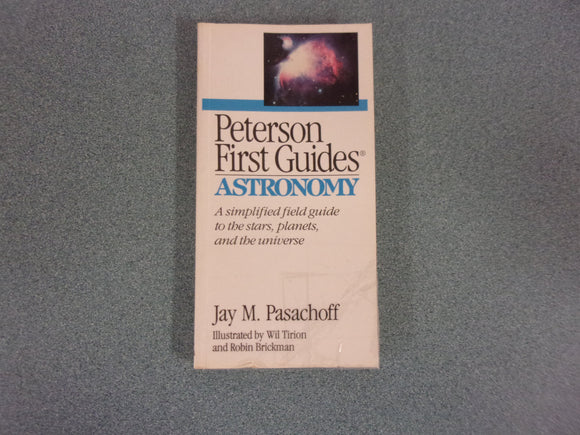 Peterson
First Guides®
ASTRONOMY
A simplified field guide
to the stars, planets,
and the universe
Jay M. Pasachoff
Illustrated by Wil Tirion
and Robin Brickman